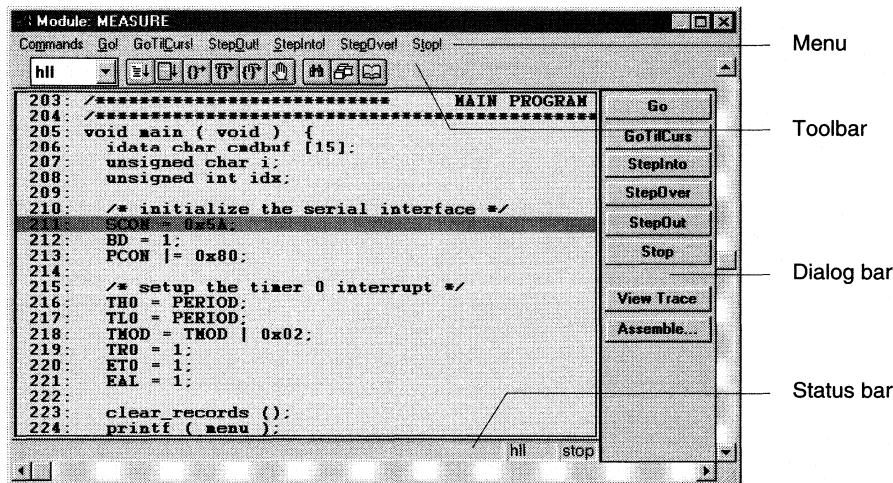 Module: MEASURE
Commands Go! GoTilCurs! StepOut! StepInto! StepOver! Stop!
Menu
hll
Toolbar
203: /*************************** MAIN PROGRAM
204: /***********************************************
205: void main ( void ) {
206: idata char cmdbuf [15];
207: unsigned char i;
208: unsigned int idx;
209:
210: /* initialize the serial interface */
211: SCON = 0x5A;
212: BD = 1;
213: PCON |= 0x80;
214:
215: /* setup the timer 0 interrupt */
216: TH0 = PERIOD;
217: TL0 = PERIOD;
218: TMOD = TMOD | 0x02;
219: TR0 = 1;
220: ET0 = 1;
221: EAL = 1;
222:
223: clear_records ();
224: printf ( menu );
Go
GoTilCurs
StepInto
StepOver
StepOut
Stop
View Trace
Assemble...
Dialog bar
Status bar
hll stop